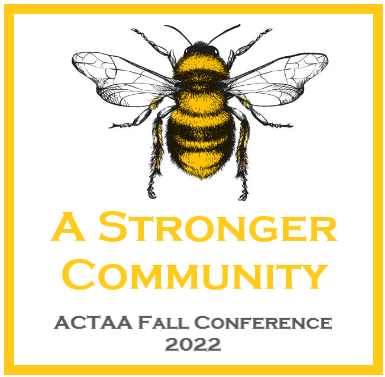 A Stronger
Community
ACTAA Fall Conference
2022